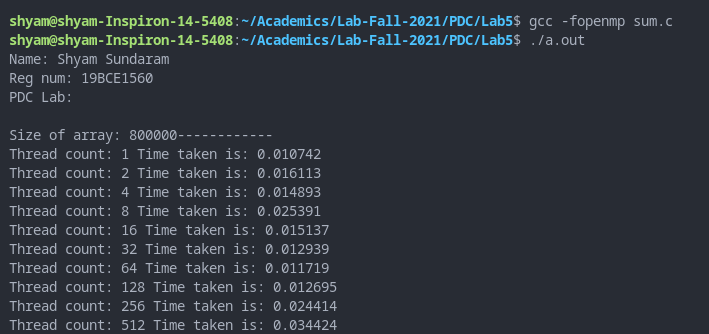 shyam@shyam-Inspiron-14-5408:~/Academics/Lab-Fall-2021/PDC/Lab5$ gcc -fopenmp sum.c
shyam@shyam-Inspiron-14-5408:~/Academics/Lab-Fall-2021/PDC/Lab5$ ./a.out
Name: Shyam Sundaram
Reg num: 19BCE1560
PDC Lab:
Size of array: 800000------------
Thread count: 1 Time taken is: 0.010742
Thread count: 2 Time taken is: 0.016113
Thread count: 4 Time taken is: 0.014893
Thread count: 8 Time taken is: 0.025391
Thread count: 16 Time taken is: 0.015137
Thread count: 32 Time taken is: 0.012939
Thread count: 64 Time taken is: 0.011719
Thread count: 128 Time taken is: 0.012695
Thread count: 256 Time taken is: 0.024414
Thread count: 512 Time taken is: 0.034424